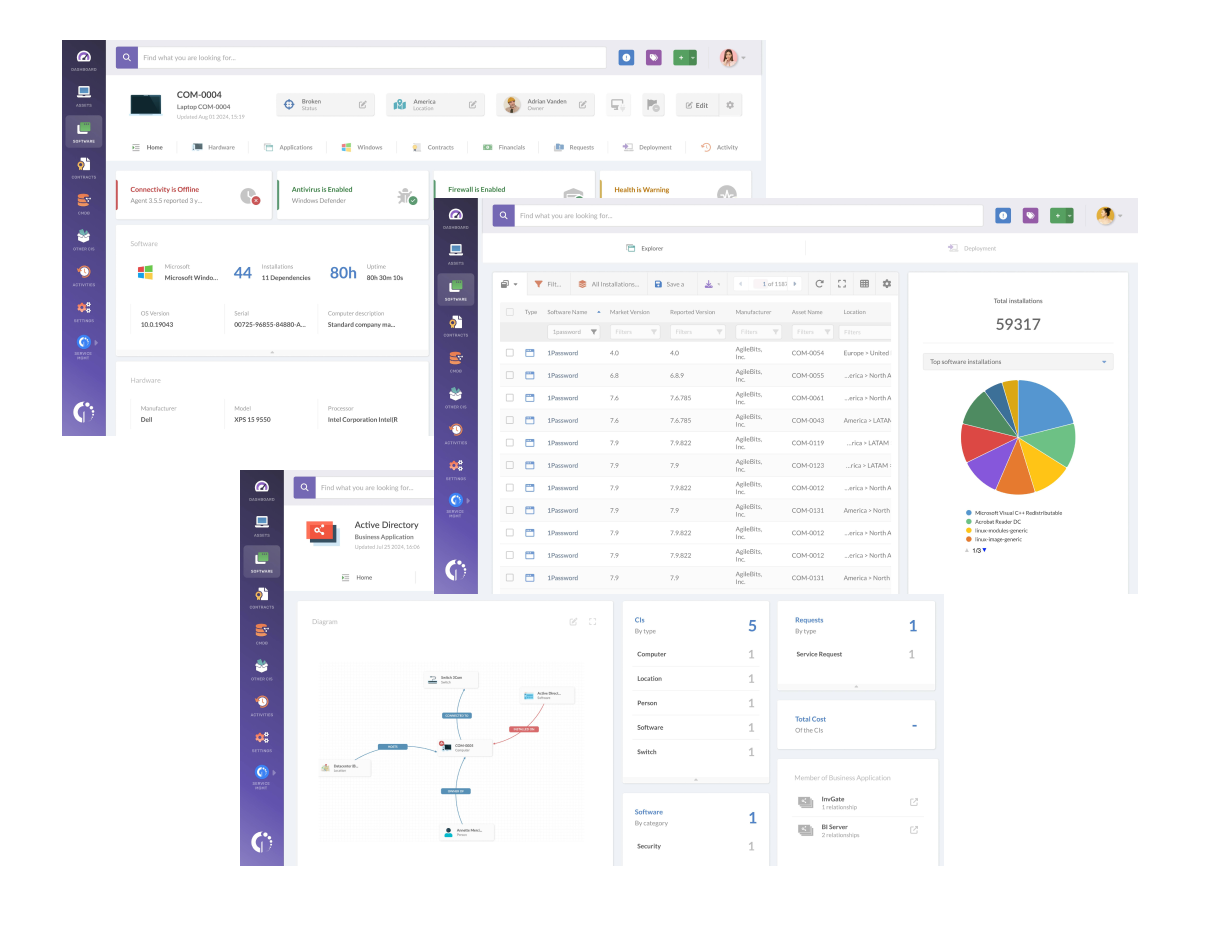 DASHBOARD
ASSETS
SOFTWARE
CONTRACTS
CMDB
OTHER CIS
ACTIVITIES
SETTINGS
SERVICE
MGMT
Find what you are looking for...
COM-0004
Laptop COM-0004
Updated Aug 01 2024, 15:19
Broken
Status
America
Location
Adrian Vanden
Owner
Edit
Home
Hardware
Applications
Windows
Contracts
Financials
Requests
Deployment
Activity
Connectivity is Offline
Agent 3.5.5 reported 3 y...
Antivirus is Enabled
Windows Defender
Firewall is Enabled
Health is Warning
Software
Microsoft
Microsoft Windo...
44
Installations
11 Dependencies
80h
Uptime
80h 30m 10s
OS Version
10.0.19043
Serial
00725-96855-84880-A...
Computer description
Standard company ma...
Hardware
Manufacturer
Dell
Model
XPS 15 9550
Processor
Intel Corporation Intel(R
DASHBOARD
ASSETS
SOFTWARE
CONTRACTS
CMDB
OTHER CIS
ACTIVITIES
SETTINGS
SERVICE
MGMT
Find what you are looking for...
Explorer
Deployment
Filt...
All Installations...
Save a
1 of 1187
Type Software Name Market Version Reported Version Manufacturer Asset Name Location
1password Filters Filters Filters Filters Filters
1Password 4.0 4.0 AgileBits, Inc. COM-0054 Europe > United
1Password 6.8 6.8.9 AgileBits, Inc. COM-0055 ...erica > North A
1Password 7.6 7.6.785 AgileBits, Inc. COM-0061 ...erica > North A
1Password 7.6 7.6.785 AgileBits, Inc. COM-0043 America > LATAM
1Password 7.9 7.9.822 AgileBits, Inc. COM-0119 ...rica > LATAM
1Password 7.9 7.9.822 AgileBits, Inc. COM-0123 ...rica > LATAM
1Password 7.9 7.9.822 AgileBits, Inc. COM-0012 ...erica > North A
1Password 7.9 7.9 AgileBits, Inc. COM-0131 America > North
1Password 7.9 7.9.822 AgileBits, Inc. COM-0012 ...erica > North A
1Password 7.9 7.9.822 AgileBits, Inc. COM-0012 ...erica > North A
1Password 7.9 7.9 AgileBits, Inc. COM-0131 America > North
Total installations
59317
Top software installations
Microsoft Visual C++ Redistributable
Acrobat Reader DC
linux-modules-generic
linux-image-generic
1/3
DASHBOARD
ASSETS
SOFTWARE
CONTRACTS
CMDB
OTHER CIS
ACTIVITIES
SETTINGS
SERVICE
MGMT
Find what you are looking for...
Active Directory
Business Application
Updated Jul 25 2024, 16:06
Home
Diagram
Switch
CONNECTED TO
Active Direct...
Software
INSTALLED ON
HOSTS
COM-0005
Computer
Location
OWNED BY
Person
CIs
By type
5
Computer 1
Location 1
Person 1
Software 1
Switch 1
Software
By category
1
Security 1
Requests
By type
1
Service Request 1
Total Cost
Of the CIs
-
Member of Business Application
InvGate
1 relationship
BI Server
2 relationships